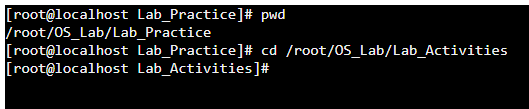 [root@localhost Lab_Practice]# pwd
/root/OS_Lab/Lab_Practice
[root@localhost Lab_Practice]# cd /root/OS_Lab/Lab_Activities
[root@localhost Lab_Activities]#